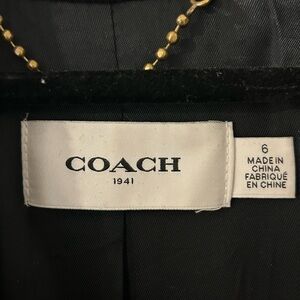 COACH
1941
6
MADE IN
CHINA
FABRIQUÉ
EN CHINE